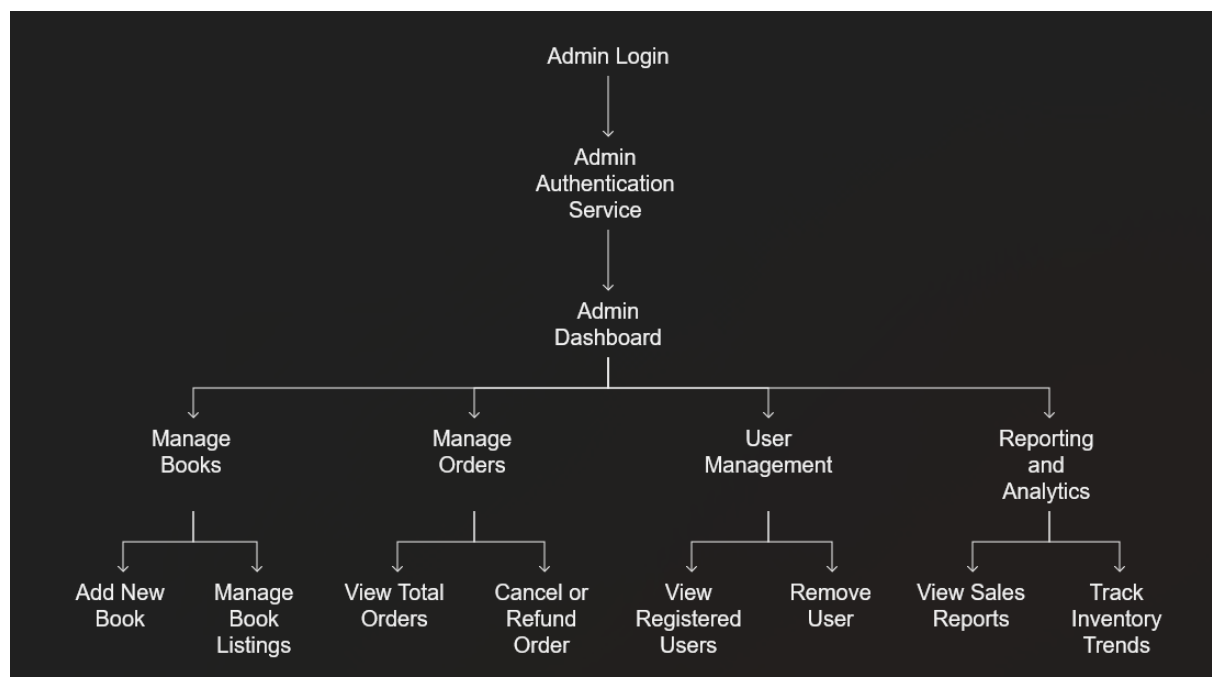 Admin Login
Admin
Authentication
Service
Admin
Dashboard
Manage
Books
Manage
Orders
User
Management
Reporting
and
Analytics
Add New
Book
Manage
Book
Listings
View Total
Orders
Cancel or
Refund
Order
View
Registered
Users
Remove
User
View Sales
Reports
Track
Inventory
Trends